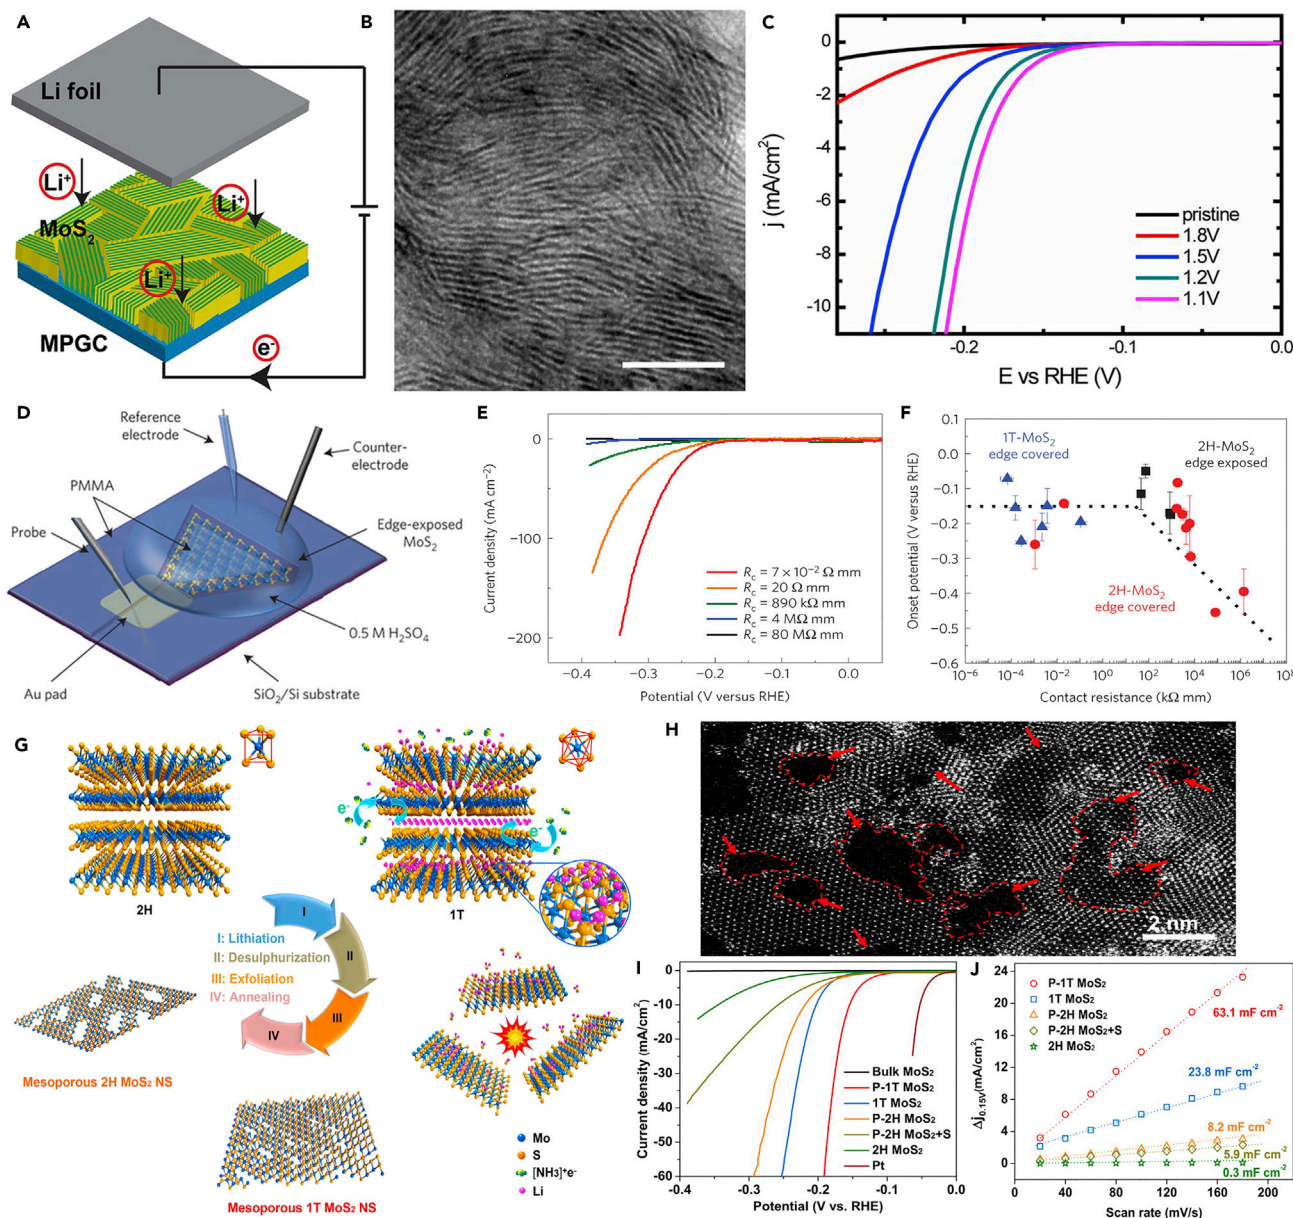 A
Li foil
Li⁺
Li⁺
MoS₂
Li⁺
MPGC
e⁻
B
C
0
-2
-4
-6
-8
-10
j (mA/cm²)
pristine
1.8V
1.5V
1.2V
1.1V
-0.2
-0.1
0.0
E vs RHE (V)
D
Reference
electrode
Counter-
electrode
PMMA
Probe
Edge-exposed
MoS₂
0.5 M H₂SO₄
Au pad
SiO₂/Si substrate
E
0
−100
−200
Current density (mA cm⁻²)
Rc = 7 × 10⁻² Ω mm
Rc = 20 Ω mm
Rc = 890 kΩ mm
Rc = 4 MΩ mm
Rc = 80 MΩ mm
−0.4
−0.3
−0.2
−0.1
0.0
Potential (V versus RHE)
F
0.1
0.0
−0.1
−0.2
−0.3
−0.4
−0.5
−0.6
Onset potential (V versus RHE)
1T-MoS₂
edge covered
2H-MoS₂
edge exposed
2H-MoS₂
edge covered
10⁻⁶
10⁻⁴
10⁻²
10⁰
10²
10⁴
10⁶
10⁸
Contact resistance (kΩ mm)
G
e⁻
e⁻
2H
1T
I
II
III
IV
I: Lithiation
II: Desulphurization
III: Exfoliation
IV: Annealing
Mesoporous 2H MoS₂ NS
Mesoporous 1T MoS₂ NS
Mo
S
[NH₃]⁺e⁻
Li
H
2 nm
I
0
-10
-20
-30
-40
-50
-60
Current density (mA/cm²)
Bulk MoS₂
P-1T MoS₂
1T MoS₂
P-2H MoS₂
P-2H MoS₂+S
2H MoS₂
Pt
-0.4
-0.3
-0.2
-0.1
0.0
Potential (V vs. RHE)
J
24
20
16
12
8
4
0
Δj0.15V(mA/cm²)
P-1T MoS₂
1T MoS₂
P-2H MoS₂
P-2H MoS₂+S
2H MoS₂
63.1 mF cm⁻²
23.8 mF cm⁻²
8.2 mF cm⁻²
5.9 mF cm⁻²
0.3 mF cm⁻²
0
40
80
120
160
200
Scan rate (mV/s)